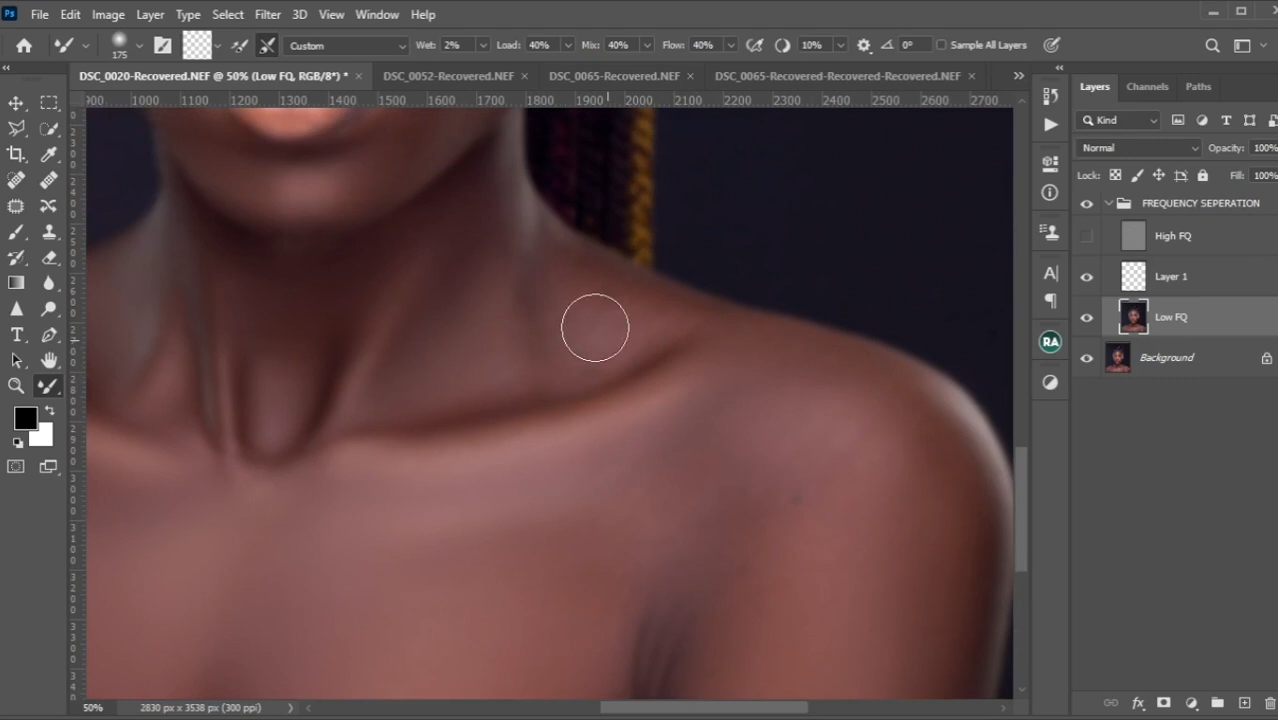 Ps File Edit Image Layer Type Select Filter 3D View Window Help
175 Custom Wet: 2% Load: 40% Mix: 40% Flow: 40% 10% 0° Sample All Layers
DSC_0020-Recovered.NEF @ 50% (Low FQ, RGB/8*) * × DSC_0052-Recovered.NEF × DSC_0065-Recovered.NEF × DSC_0065-Recovered-Recovered-Recovered.NEF ×
Layers Channels Paths
900 1000 1100 1200 1300 1400 1500 1600 1700 1800 1900 2000 2100 2200 2300 2400 2500 2600 2700
Kind
Normal Opacity: 100%
Lock: Fill: 100%
FREQUENCY SEPERATION
High FQ
Layer 1
Low FQ
RA
Background
50% 2830 px x 3538 px (300 ppi)